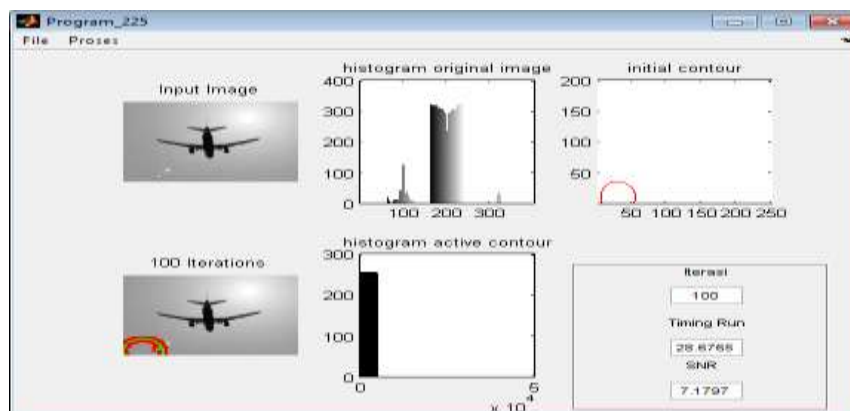 Program_225
File Proses
Input Image
histogram original image
400
300
200
100
0
100 200 300
initial contour
200
150
100
50
50 100 150 200 250
100 Iterations
histogram active contour
300
200
100
0
0 5
x 10^4
Iterasi
100
Timing Run
28.6765
SNR
7.1797